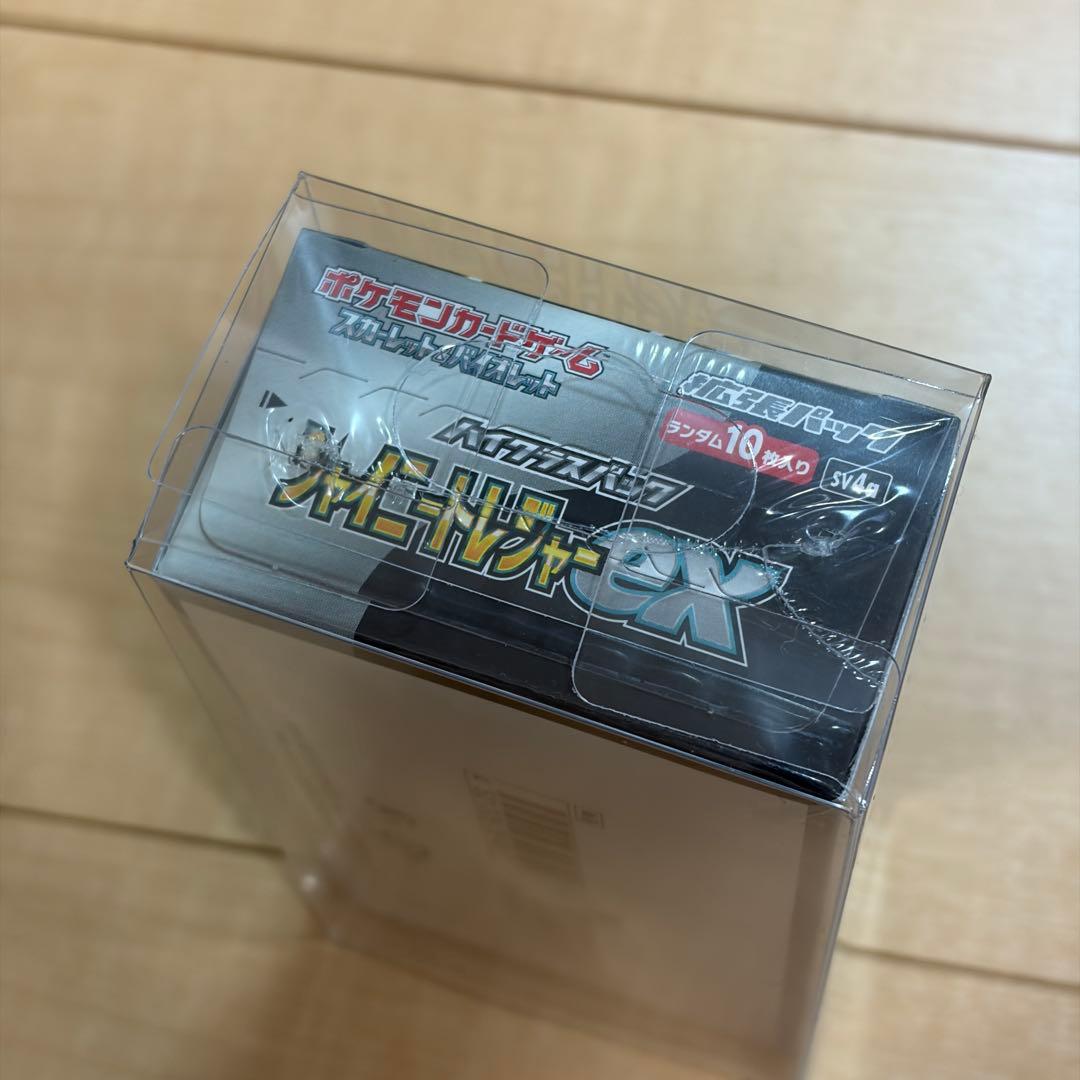 ポケモンカードゲーム
スカーレット&バイオレット
拡張パック
ランダム10枚入り
SV4a
ハイクラスパック
シャイニートレジャーex